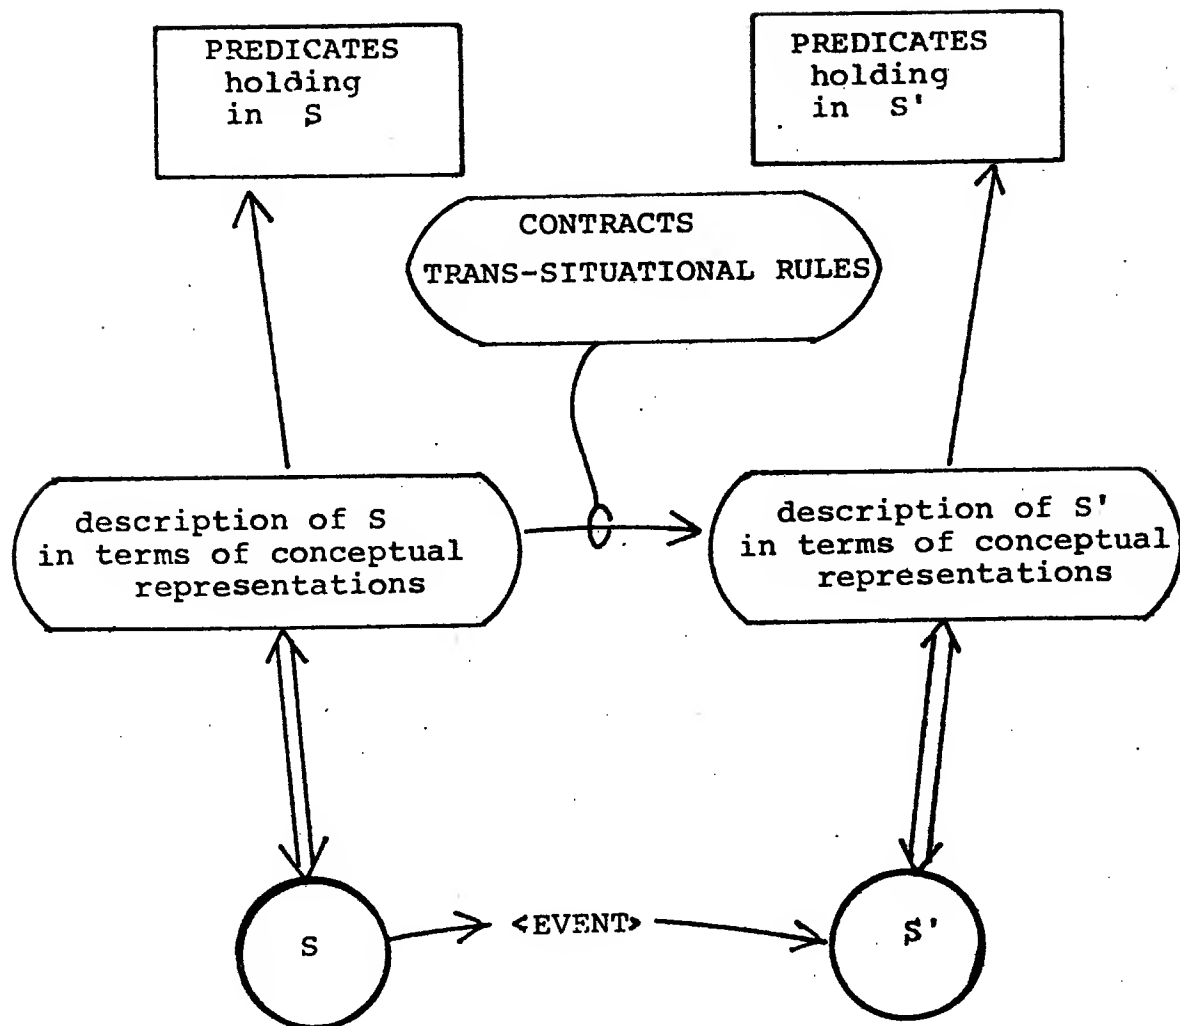 PREDICATES
holding
in S
PREDICATES
holding
in S'
CONTRACTS
TRANS-SITUATIONAL RULES
description of S
in terms of conceptual
representations
description of S'
in terms of conceptual
representations
S
<EVENT>
S'